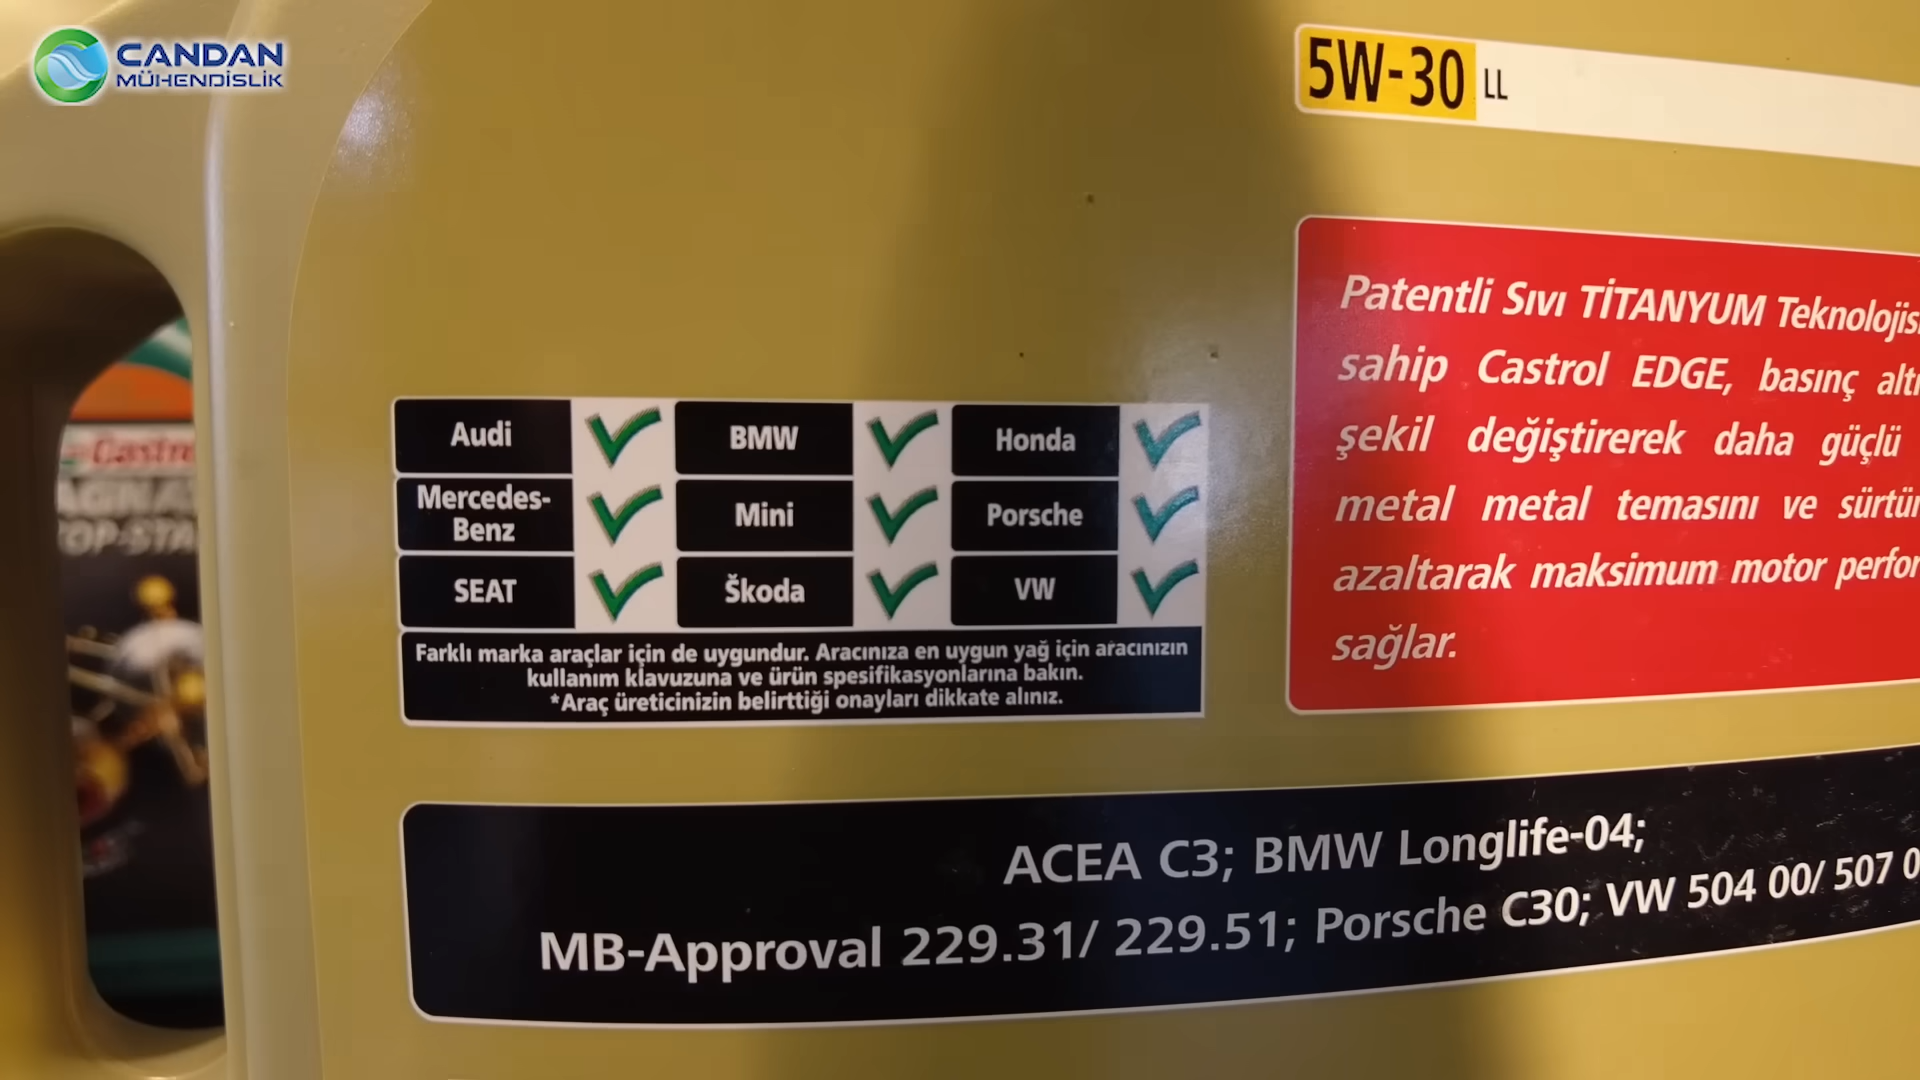 CANDAN
MÜHENDİSLİK
5W-30 LL
Patentli Sıvı TİTANYUM
sahip Castrol EDGE, basınç
şekil değiştirerek daha güçlü
metal metal temasını ve
azaltarak maksimum motor
sağlar.
Audi BMW Honda
Mercedes-
Benz Mini Porsche
SEAT Škoda VW
Farklı marka araçlar için de uygundur. Aracınıza en uygun yağ için aracınızın
kullanım klavuzuna ve ürün spesifikasyonlarına bakın.
*Araç üreticinizin belirttiği onayları dikkate alınız.
ACEA C3; BMW Longlife-04;
MB-Approval 229.31/ 229.51; Porsche C30; VW 504 00/ 507 0
Castro